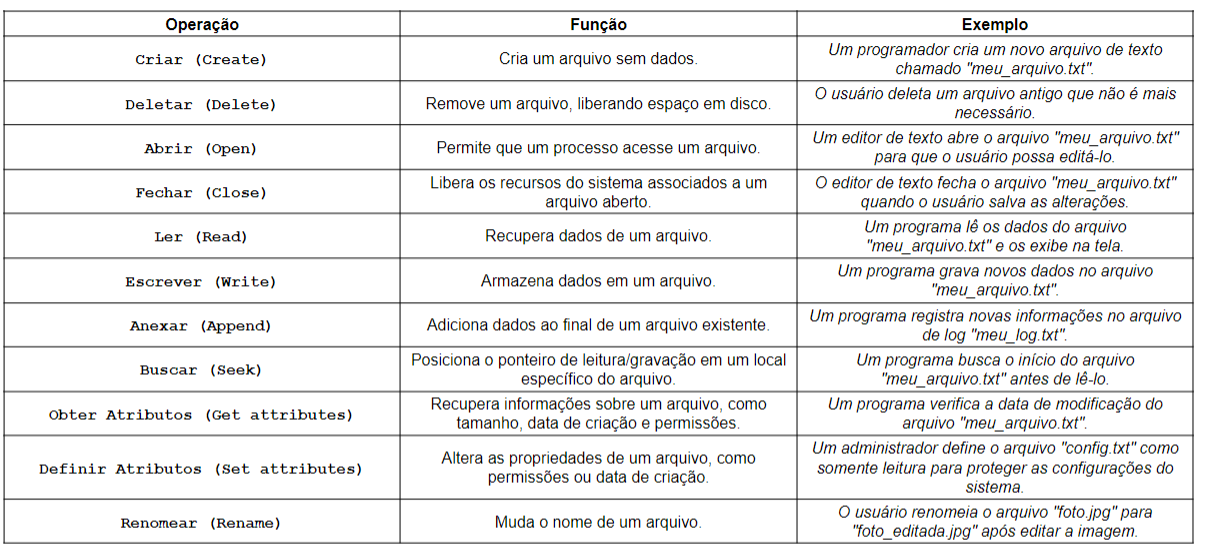 Operação Função Exemplo
Criar (Create) Cria um arquivo sem dados. Um programador cria um novo arquivo de texto
chamado "meu_arquivo.txt".
Deletar (Delete) Remove um arquivo, liberando espaço em disco. O usuário deleta um arquivo antigo que não é mais
necessário.
Abrir (Open) Permite que um processo acesse um arquivo. Um editor de texto abre o arquivo "meu_arquivo.txt"
para que o usuário possa editá-lo.
Fechar (Close) Libera os recursos do sistema associados a um
arquivo aberto. O editor de texto fecha o arquivo "meu_arquivo.txt"
quando o usuário salva as alterações.
Ler (Read) Recupera dados de um arquivo. Um programa lê os dados do arquivo
"meu_arquivo.txt" e os exibe na tela.
Escrever (Write) Armazena dados em um arquivo. Um programa grava novos dados no arquivo
"meu_arquivo.txt".
Anexar (Append) Adiciona dados ao final de um arquivo existente. Um programa registra novas informações no arquivo
de log "meu_log.txt".
Buscar (Seek) Posiciona o ponteiro de leitura/gravação em um local
específico do arquivo. Um programa busca o início do arquivo
"meu_arquivo.txt" antes de lê-lo.
Obter Atributos (Get attributes) Recupera informações sobre um arquivo, como
tamanho, data de criação e permissões. Um programa verifica a data de modificação do
arquivo "meu_arquivo.txt".
Definir Atributos (Set attributes) Altera as propriedades de um arquivo, como
permissões ou data de criação. Um administrador define o arquivo "config.txt" como
somente leitura para proteger as configurações do
sistema.
Renomear (Rename) Muda o nome de um arquivo. O usuário renomeia o arquivo "foto.jpg" para
"foto_editada.jpg" após editar a imagem.